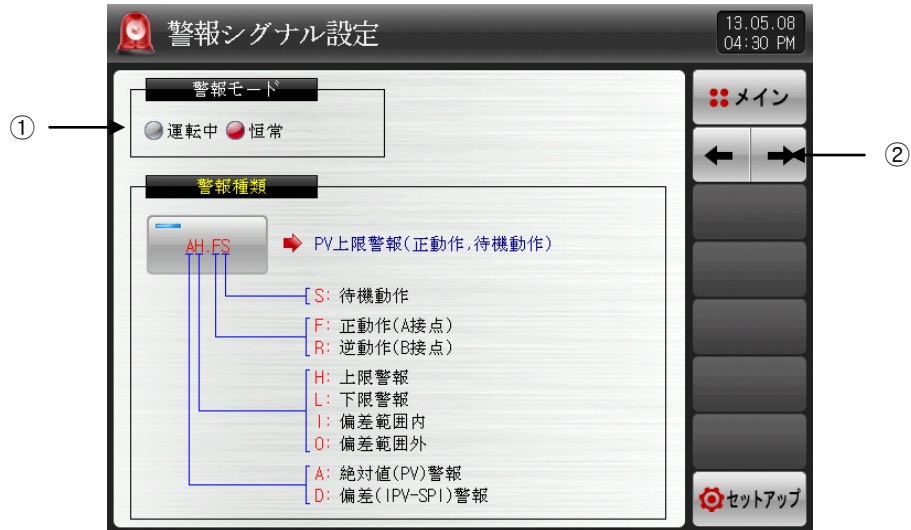 警報シグナル設定
13.05.08
04:30 PM
警報モード
① 運転中 恒常
メイン
②
警報種類
AH.FS
PV上限警報(正動作,待機動作)
S: 待機動作
F: 正動作(A接点)
R: 逆動作(B接点)
H: 上限警報
L: 下限警報
I: 偏差範囲内
O: 偏差範囲外
A: 絶対値(PV)警報
D: 偏差(IPV-SPI)警報
セットアップ